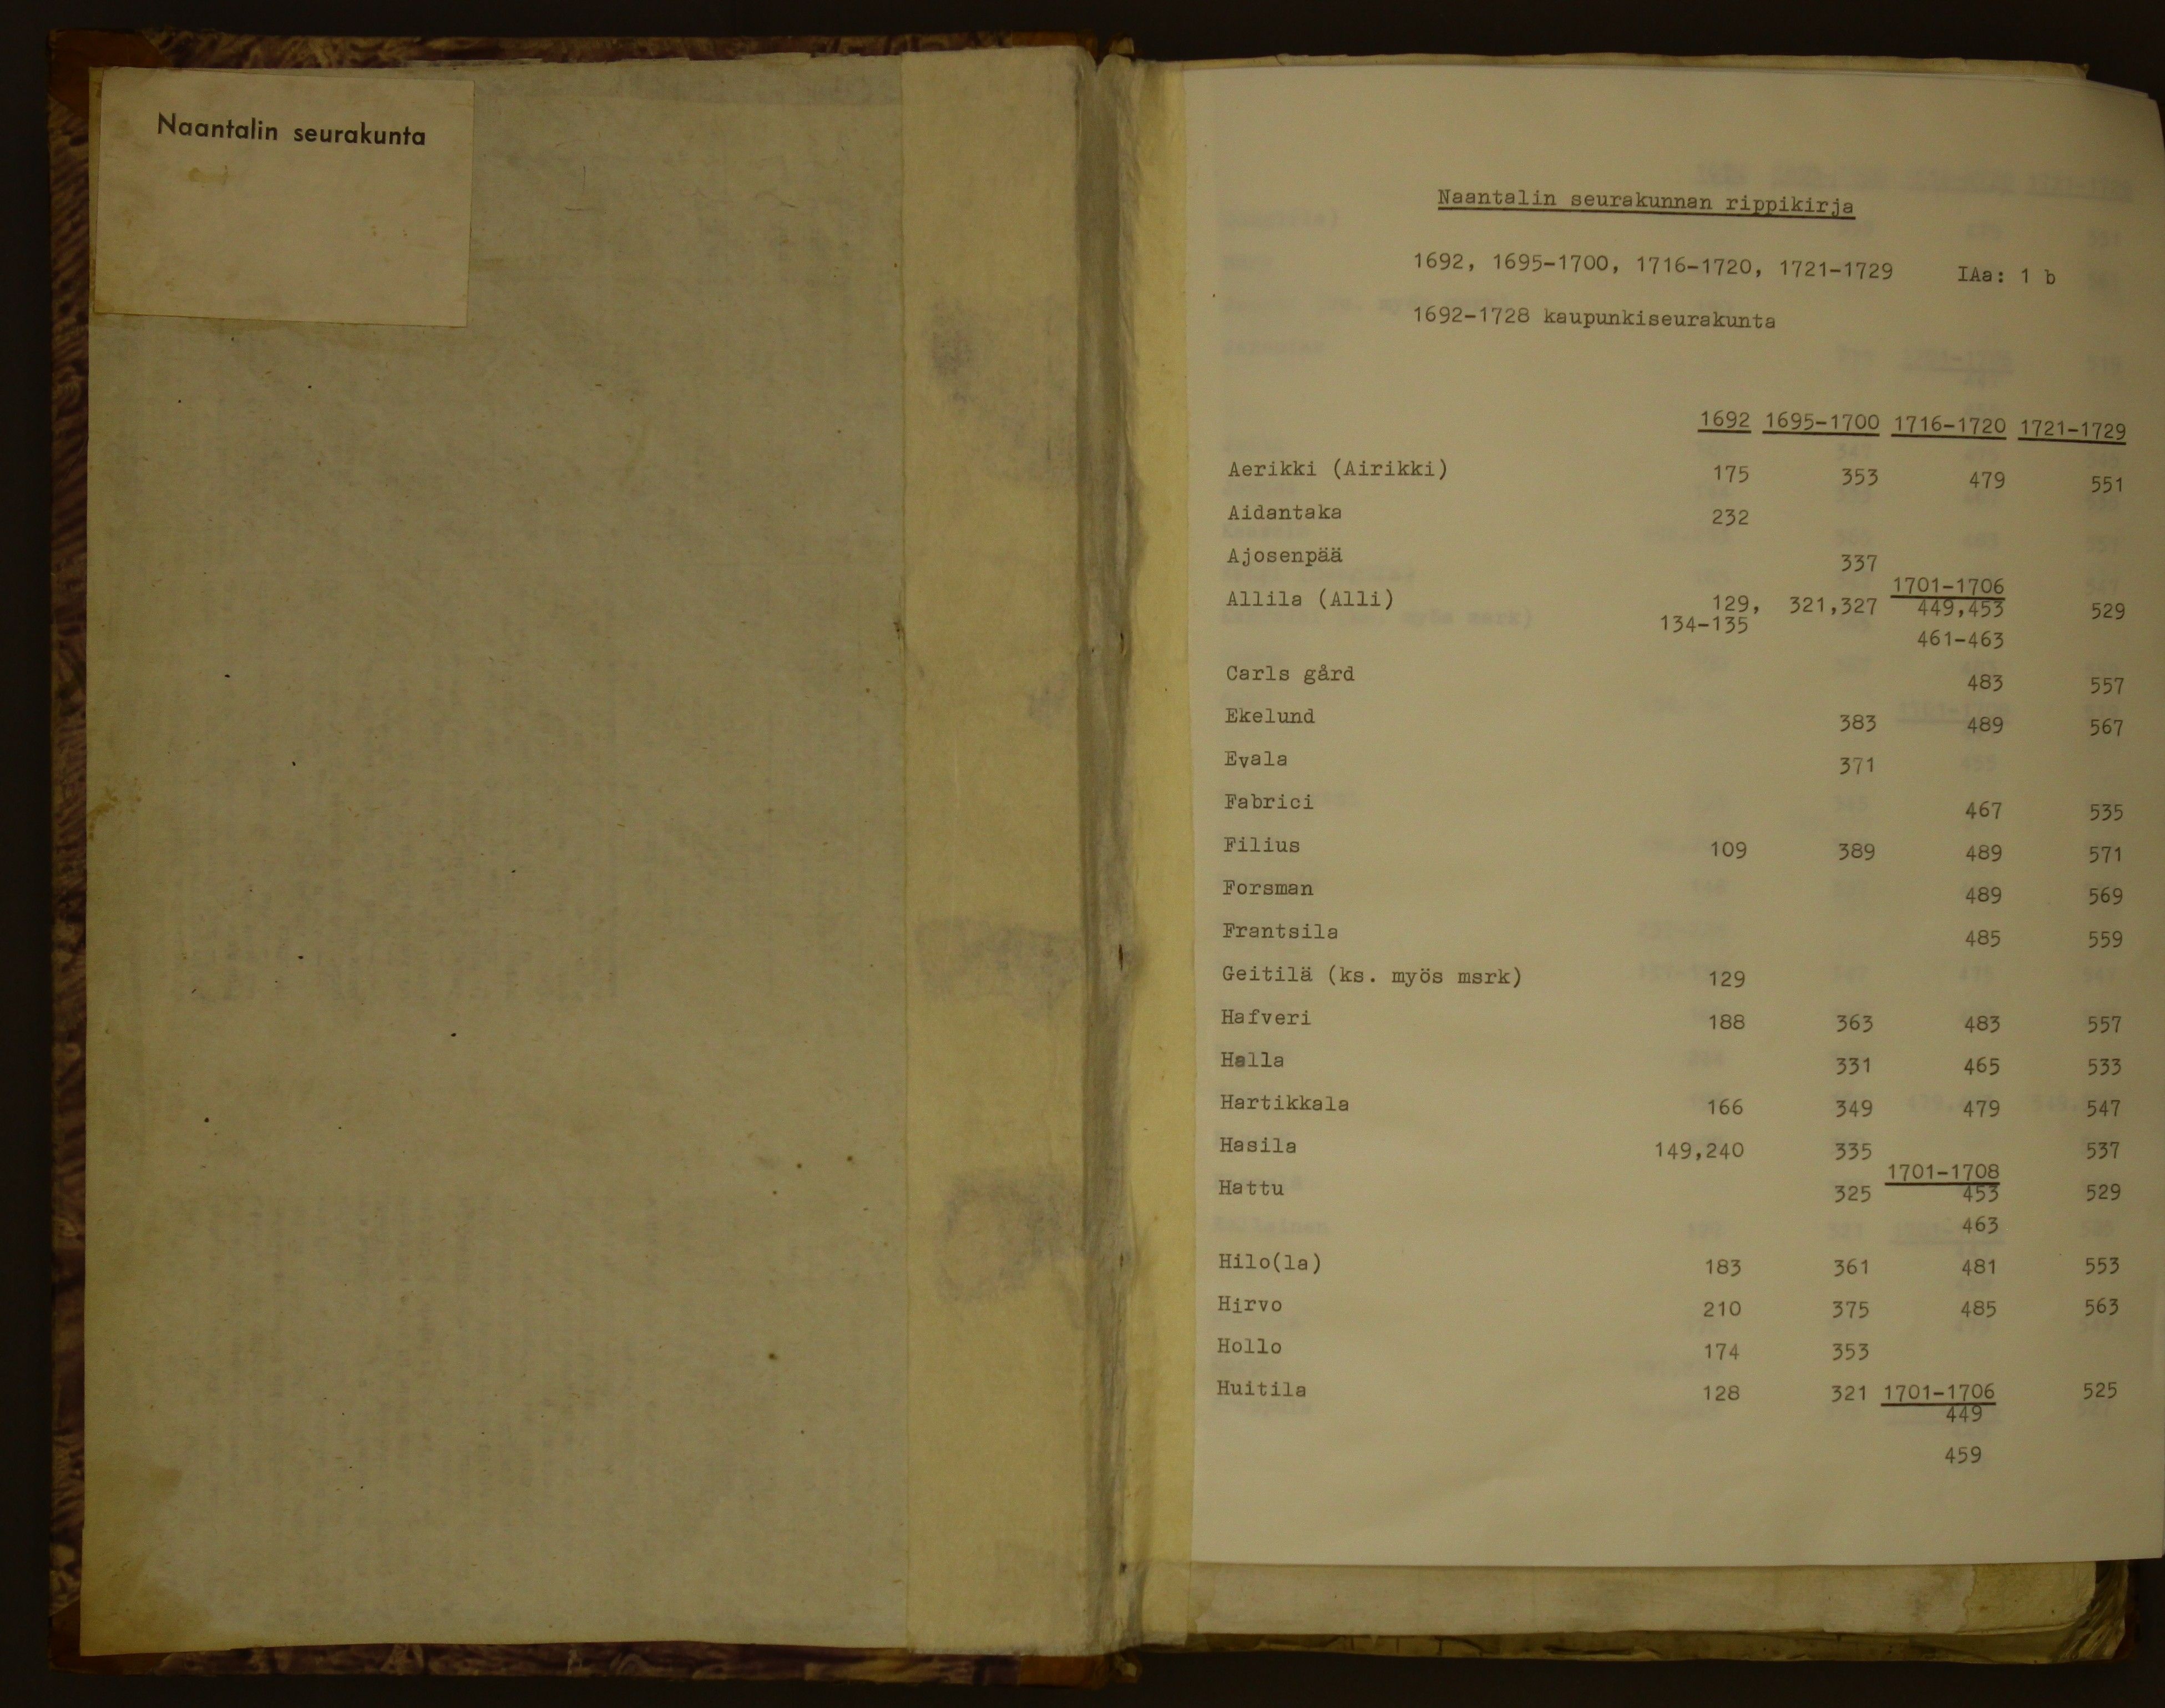 Naantalin seurakunta
Naantalin seurakunnan rippikirja
1692, 1695-1700, 1716-1720, 1721-1729 IAa: 1 b
1692-1728 kaupunkiseurakunta
1692 1695-1700 1716-1720 1721-1729
Aerikki (Airikki) 175 353 479 551
Aidantaka 232
Ajosenpää 337
1701-1706
Allila (Alli) 129, 321,327 449,453 529
134-135 461-463
Carls gård 483 557
Ekelund 383 489 567
Evala 371
Fabrici 467 535
Filius 109 389 489 571
Forsman 489 569
Frantsila 485 559
Geitilä (ks. myös msrk) 129
Hafveri 188 363 483 557
Halla 331 465 533
Hartikkala 166 349 479 547
Hasila 149,240 335 537
1701-1708
Hattu 325 453 529
463
Hilo(la) 183 361 481 553
Hirvo 210 375 485 563
Hollo 174 353
Huitila 128 321 1701-1706 525
449
459